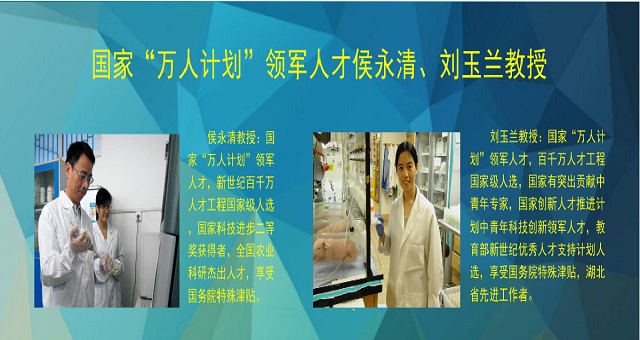 国家“万人计划”领军人才侯永清、刘玉兰教授
侯永清教授：国
家“万人计划”领军
人才，新世纪百千万
人才工程国家级人选
，国家科技进步二等
奖获得者，全国农业
科研杰出人才，享受
国务院特殊津贴。
刘玉兰教授：国家“万人计
划”领军人才，百千万人才工程
国家级人选，国家有突出贡献中
青年专家，国家创新人才推进计
划中青年科技创新领军人才，教
育部新世纪优秀人才支持计划人
选，享受国务院特殊津贴，湖北
省先进工作者。